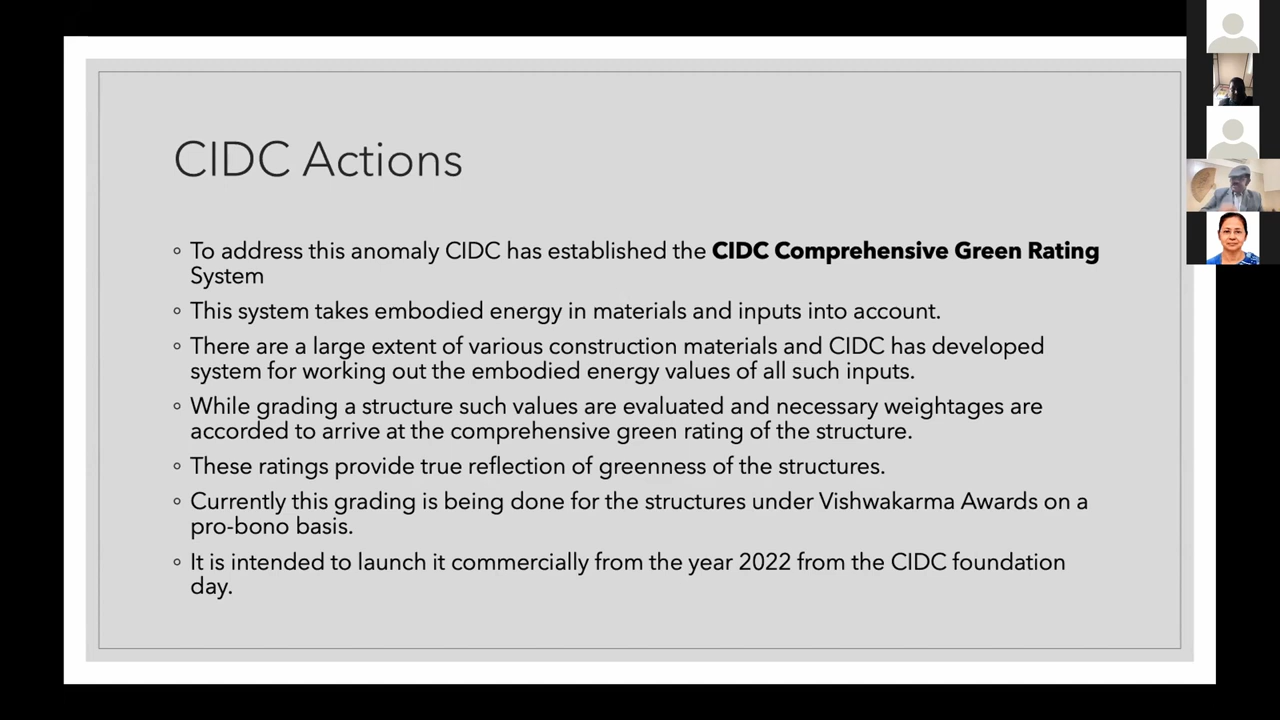 CIDC Actions
◦ To address this anomaly CIDC has established the CIDC Comprehensive Green Rating
System
◦ This system takes embodied energy in materials and inputs into account.
◦ There are a large extent of various construction materials and CIDC has developed
system for working out the embodied energy values of all such inputs.
◦ While grading a structure such values are evaluated and necessary weightages are
accorded to arrive at the comprehensive green rating of the structure.
◦ These ratings provide true reflection of greenness of the structures.
◦ Currently this grading is being done for the structures under Vishwakarma Awards on a
pro-bono basis.
◦ It is intended to launch it commercially from the year 2022 from the CIDC foundation
day.